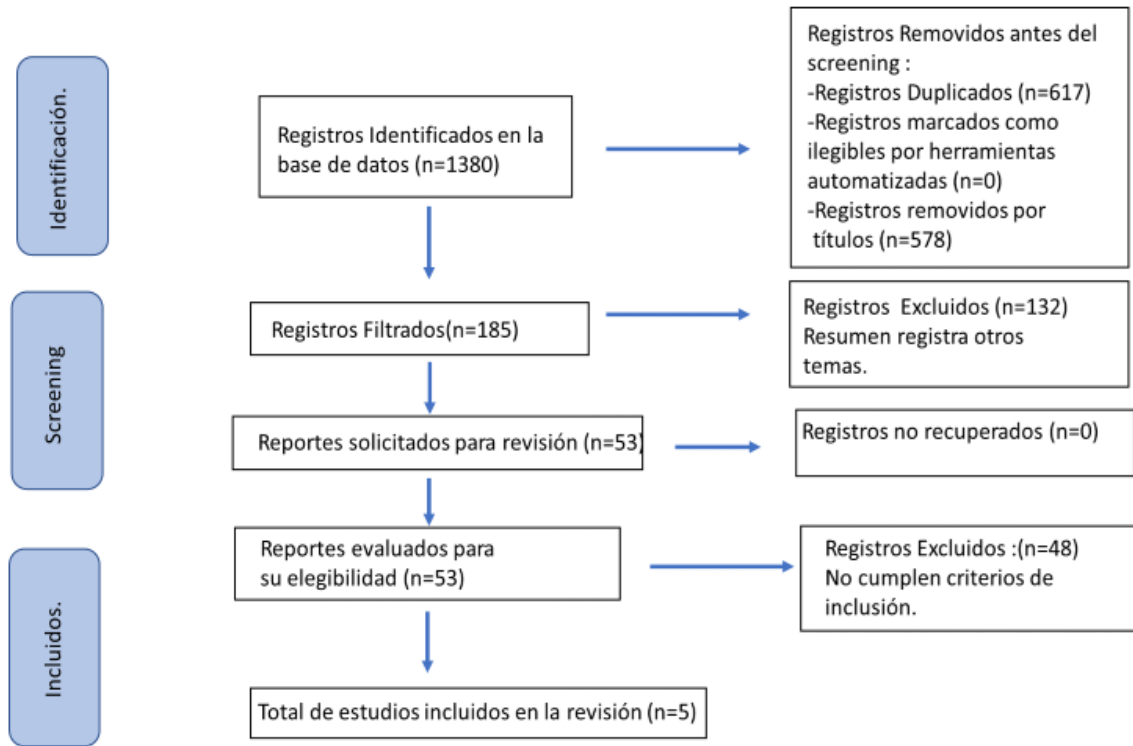 Identificación.
Registros Identificados en la
base de datos (n=1380)
Registros Removidos antes del
screening :
-Registros Duplicados (n=617)
-Registros marcados como
ilegibles por herramientas
automatizadas (n=0)
-Registros removidos por
títulos (n=578)
Screening
Registros Filtrados(n=185)
Registros Excluidos (n=132)
Resumen registra otros
temas.
Reportes solicitados para revisión (n=53)
Registros no recuperados (n=0)
Reportes evaluados para
su elegibilidad (n=53)
Registros Excluidos :(n=48)
No cumplen criterios de
inclusión.
Incluidos.
Total de estudios incluidos en la revisión (n=5)